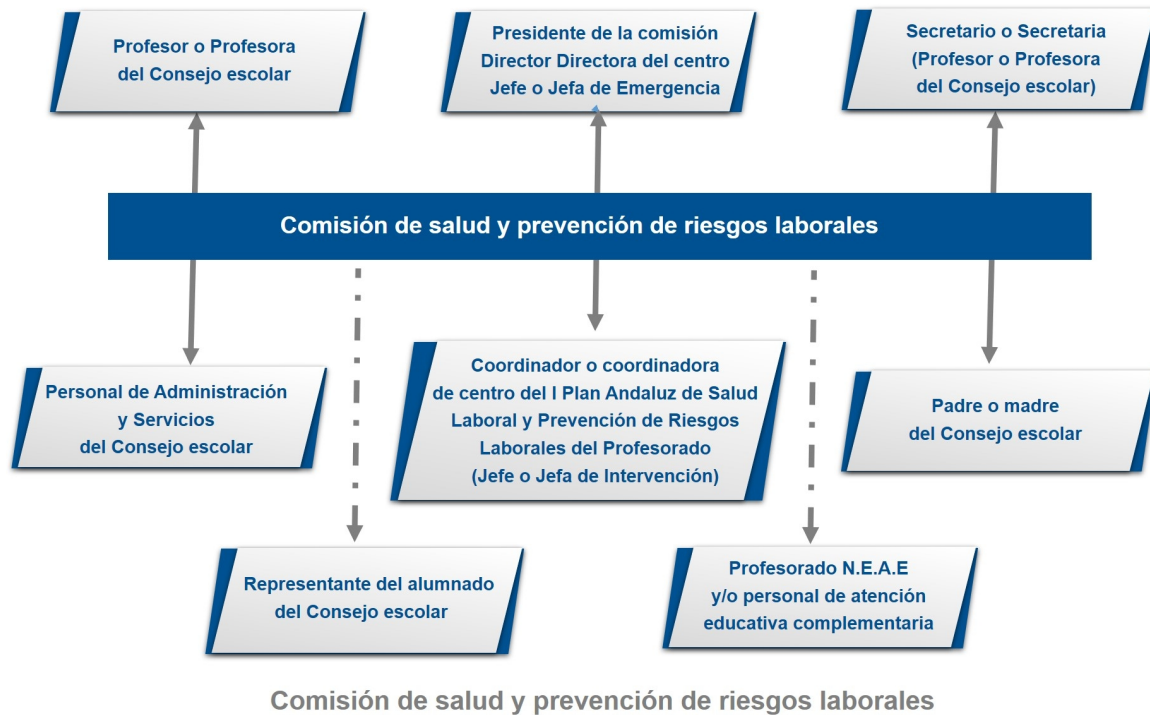 Profesor o Profesora
del Consejo escolar
Presidente de la comisión
Director Directora del centro
Jefe o Jefa de Emergencia
Secretario o Secretaria
(Profesor o Profesora
del Consejo escolar)
Comisión de salud y prevención de riesgos laborales
Personal de Administración
y Servicios
del Consejo escolar
Coordinador o coordinadora
de centro del I Plan Andaluz de Salud
Laboral y Prevención de Riesgos
Laborales del Profesorado
(Jefe o Jefa de Intervención)
Padre o madre
del Consejo escolar
Representante del alumnado
del Consejo escolar
Profesorado N.E.A.E
y/o personal de atención
educativa complementaria
Comisión de salud y prevención de riesgos laborales